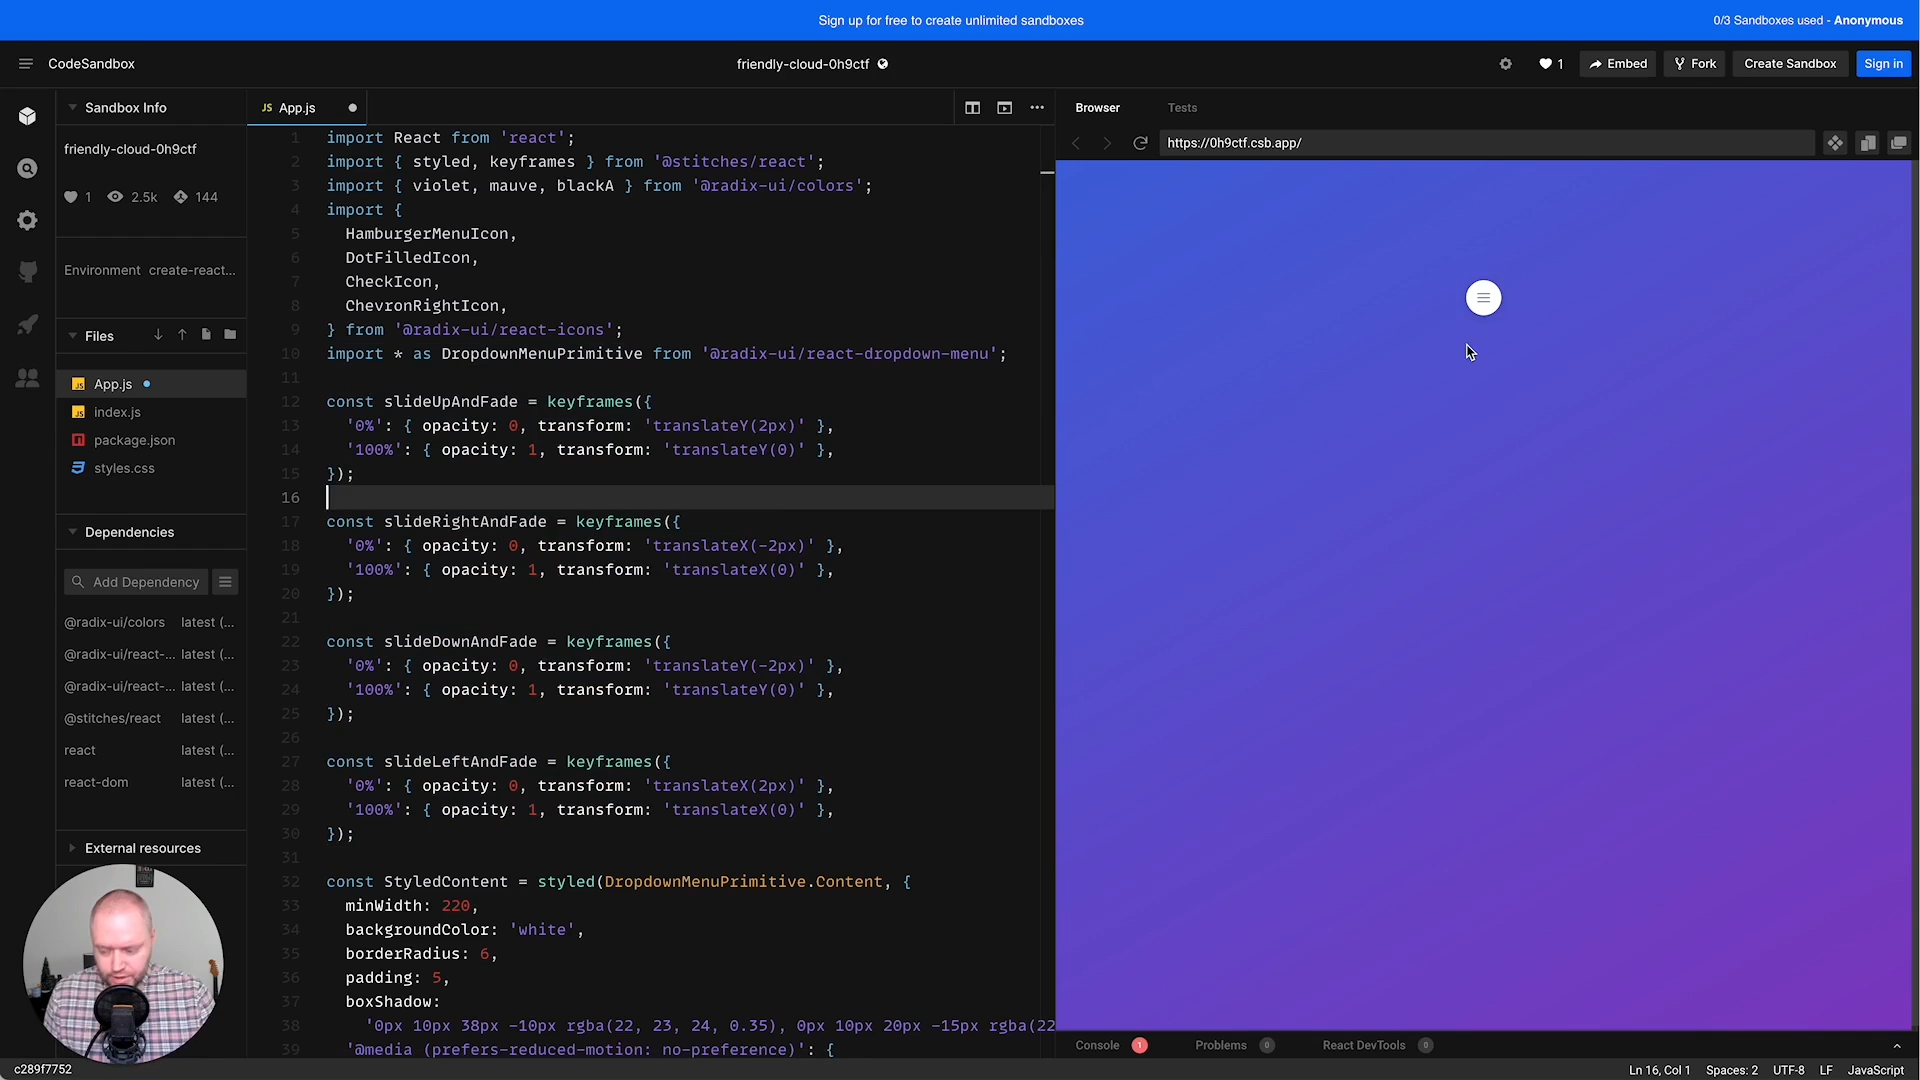 Sign up for free to create unlimited sandboxes
0/3 Sandboxes used - Anonymous
CodeSandbox
friendly-cloud-0h9ctf
1
Embed
Fork
Create Sandbox
Sign in
Sandbox Info
friendly-cloud-0h9ctf
1 2.5k 144
Environment create-react...
Files
App.js
index.js
package.json
styles.css
Dependencies
Add Dependency
@radix-ui/colors latest (...
@radix-ui/react-... latest (...
@radix-ui/react-... latest (...
@stitches/react latest (...
react latest (...
react-dom latest (...
External resources
JS App.js
1 import React from 'react';
2 import { styled, keyframes } from '@stitches/react';
3 import { violet, mauve, blackA } from '@radix-ui/colors';
4 import {
5 HamburgerMenuIcon,
6 DotFilledIcon,
7 CheckIcon,
8 ChevronRightIcon,
9 } from '@radix-ui/react-icons';
10 import * as DropdownMenuPrimitive from '@radix-ui/react-dropdown-menu';
11
12 const slideUpAndFade = keyframes({
13 '0%': { opacity: 0, transform: 'translateY(2px)' },
14 '100%': { opacity: 1, transform: 'translateY(0)' },
15 });
16
17 const slideRightAndFade = keyframes({
18 '0%': { opacity: 0, transform: 'translateX(-2px)' },
19 '100%': { opacity: 1, transform: 'translateX(0)' },
20 });
21
22 const slideDownAndFade = keyframes({
23 '0%': { opacity: 0, transform: 'translateY(-2px)' },
24 '100%': { opacity: 1, transform: 'translateY(0)' },
25 });
26
27 const slideLeftAndFade = keyframes({
28 '0%': { opacity: 0, transform: 'translateX(2px)' },
29 '100%': { opacity: 1, transform: 'translateX(0)' },
30 });
31
32 const StyledContent = styled(DropdownMenuPrimitive.Content, {
33 minWidth: 220,
34 backgroundColor: 'white',
35 borderRadius: 6,
36 padding: 5,
37 boxShadow:
38 '0px 10px 38px -10px rgba(22, 23, 24, 0.35), 0px 10px 20px -15px rgba(22
39 '@media (prefers-reduced-motion: no-preference)': {
Browser
Tests
https://0h9ctf.csb.app/
Console 1
Problems 0
React DevTools 0
c289f7752
Ln 16, Col 1 Spaces: 2 UTF-8 LF JavaScript